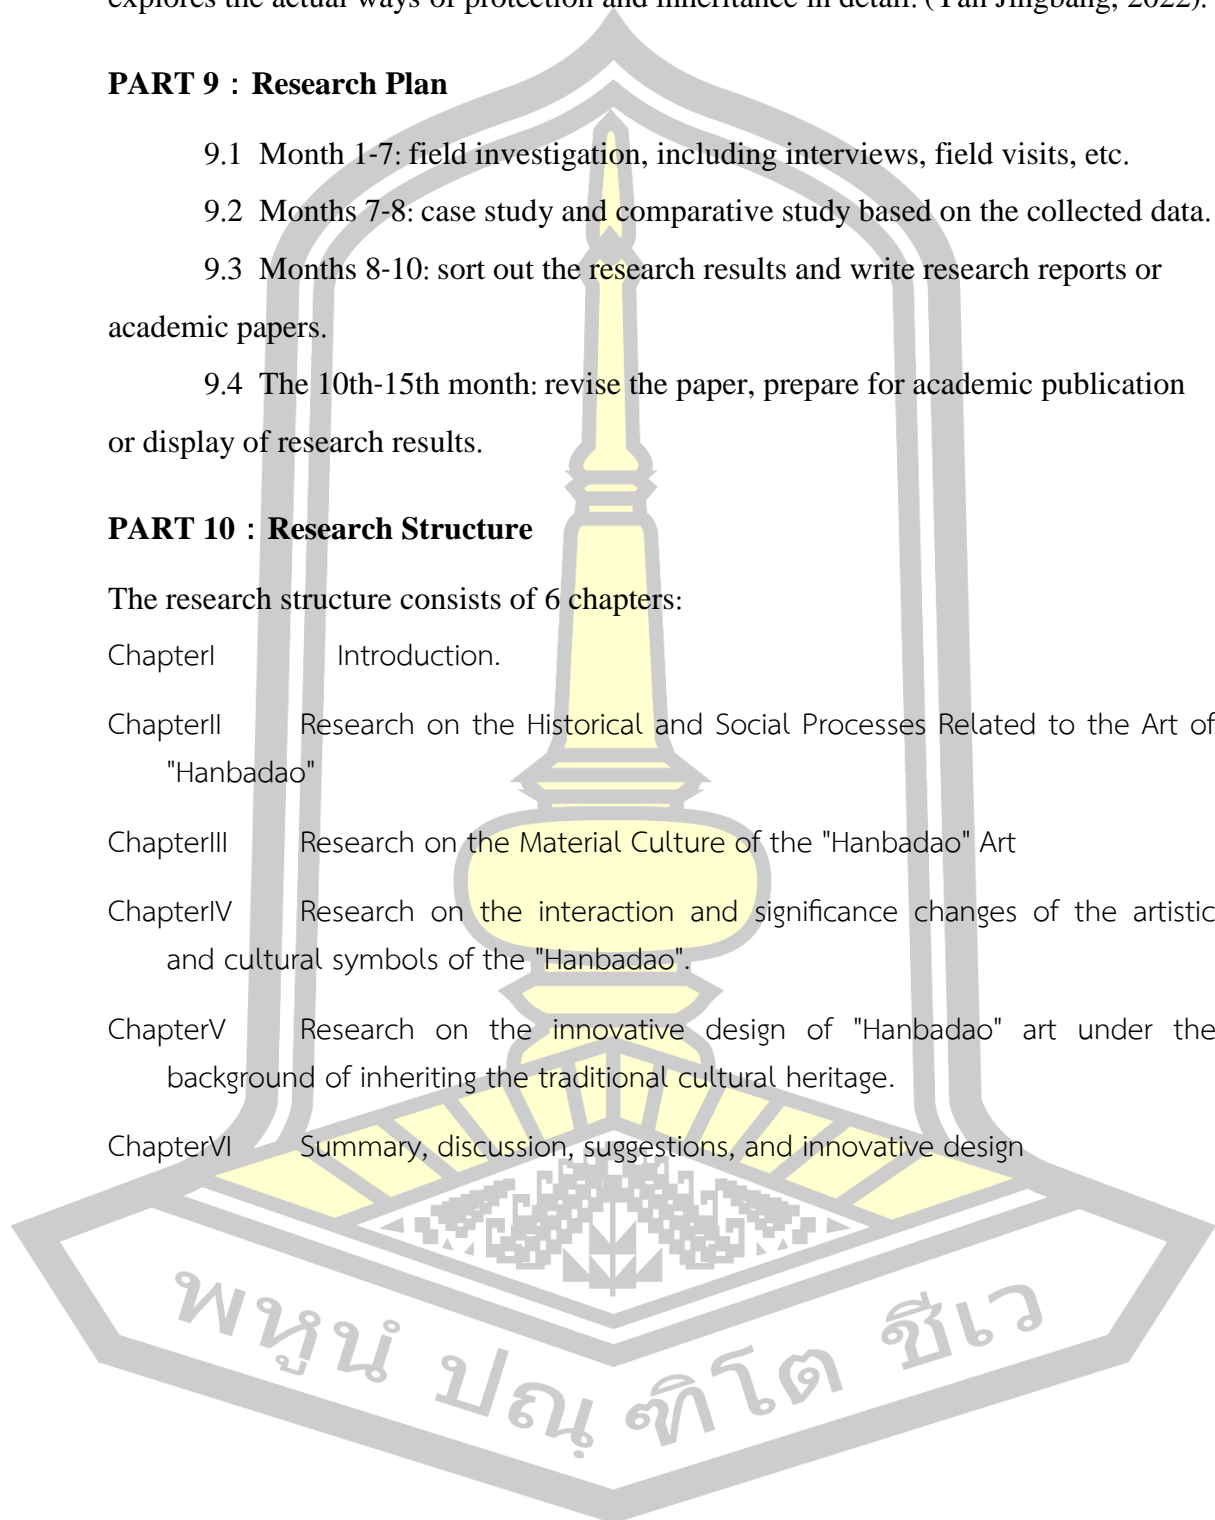 explores the actual ways of protection and inheritance in detail. (Yan Jingbang, 2022).
PART 9：Research Plan
9.1 Month 1-7: field investigation, including interviews, field visits, etc.
9.2 Months 7-8: case study and comparative study based on the collected data.
9.3 Months 8-10: sort out the research results and write research reports or
academic papers.
9.4 The 10th-15th month: revise the paper, prepare for academic publication
or display of research results.
PART 10：Research Structure
The research structure consists of 6 chapters:
ChapterI Introduction.
ChapterII Research on the Historical and Social Processes Related to the Art of
"Hanbadao"
ChapterIII Research on the Material Culture of the "Hanbadao" Art
ChapterIV Research on the interaction and significance changes of the artistic
and cultural symbols of the "Hanbadao".
ChapterV Research on the innovative design of "Hanbadao" art under the
background of inheriting the traditional cultural heritage.
ChapterVI Summary, discussion, suggestions, and innovative design
พหูนํ ปณฺฑิโต ชีเว